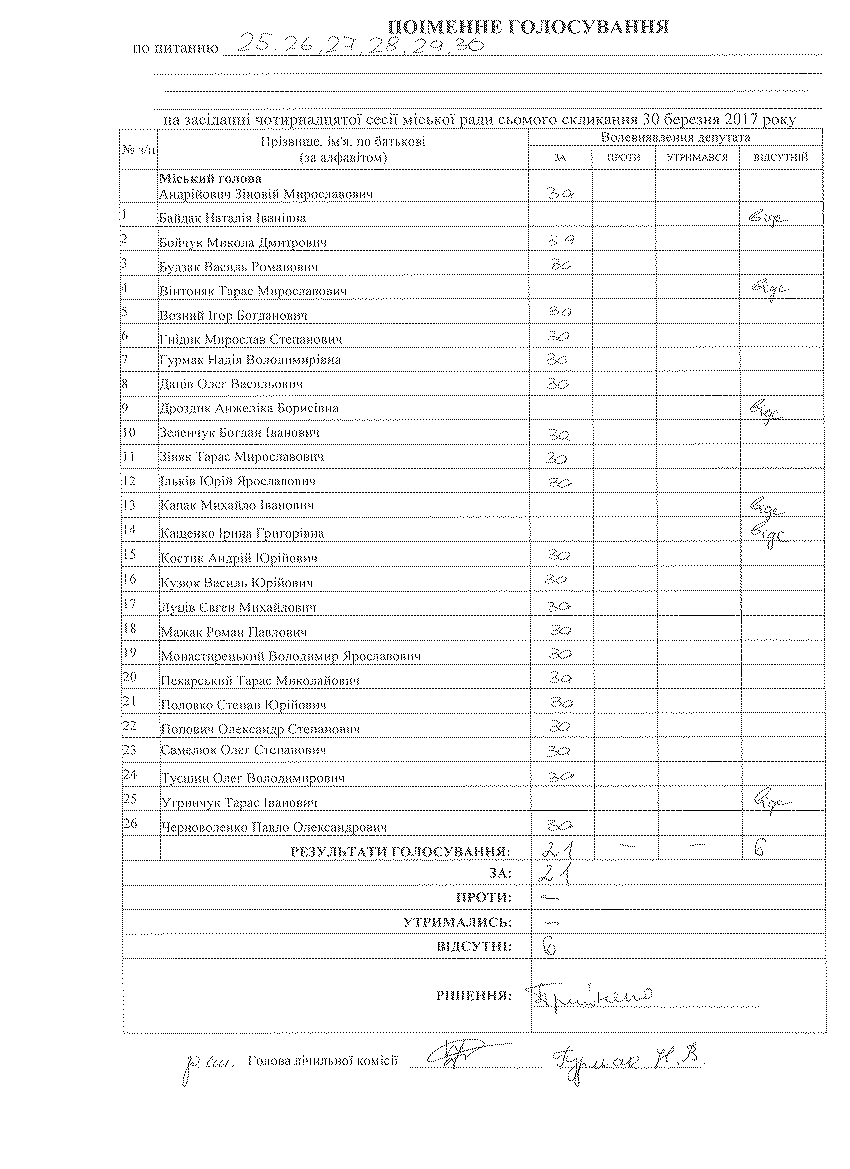 ПОІМЕННЕ ГОЛОСУВАННЯ
по питанню 25.26,27,28,29,30
на засіданні чотирнадцятої сесії міської ради сьомого скликання 30 березня 2017 року
№ з/п Прізвище, ім'я, по батькові (за алфавітом) Волевиявлення депутата
ЗА ПРОТИ УТРИМАВСЯ ВІДСУТНІЙ
Міський голова
Андрійович Зіновій Мирославович 30
1 Байдак Наталія Іванівна відс
2 Бойчук Микола Дмитрович
3 Будзак Василь Романович 30
4 Вінтоняк Тарас Мирославович відс
5 Возний Ігор Богданович 30
6 Гнідик Мирослав Степанович 30
7 Гурмак Надія Володимирівна 30
8 Даців Олег Васильович 30
9 Дроздик Анжеліка Борисівна відс
10 Зеленчук Богдан Іванович 30
11 Зіняк Тарас Мирославович 30
12 Ільків Юрій Ярославович 30
13 Капак Михайло Іванович відс
14 Кащенко Ірина Григорівна відс
15 Костик Андрій Юрійович 30
16 Кузюк Василь Юрійович 30
17 Луців Євген Михайлович 30
18 Мажак Роман Павлович 30
19 Монастирецький Володимир Ярославович 30
20 Пекарський Тарас Миколайович 30
21 Половко Степан Юрійович 30
22 Попович Олександр Степанович 30
23 Самелюк Олег Степанович 30
24 Тусшин Олег Володимирович 30
25 Угринчук Тарас Іванович відс
26 Черноволенко Павло Олександрович 30
РЕЗУЛЬТАТИ ГОЛОСУВАННЯ: 21 – – 6
ЗА: 21
ПРОТИ: –
УТРИМАЛИСЬ: –
ВІДСУТНІ: 6
РІШЕННЯ: Прийнено
Голова лічильної комісії Гурмак Н.В.